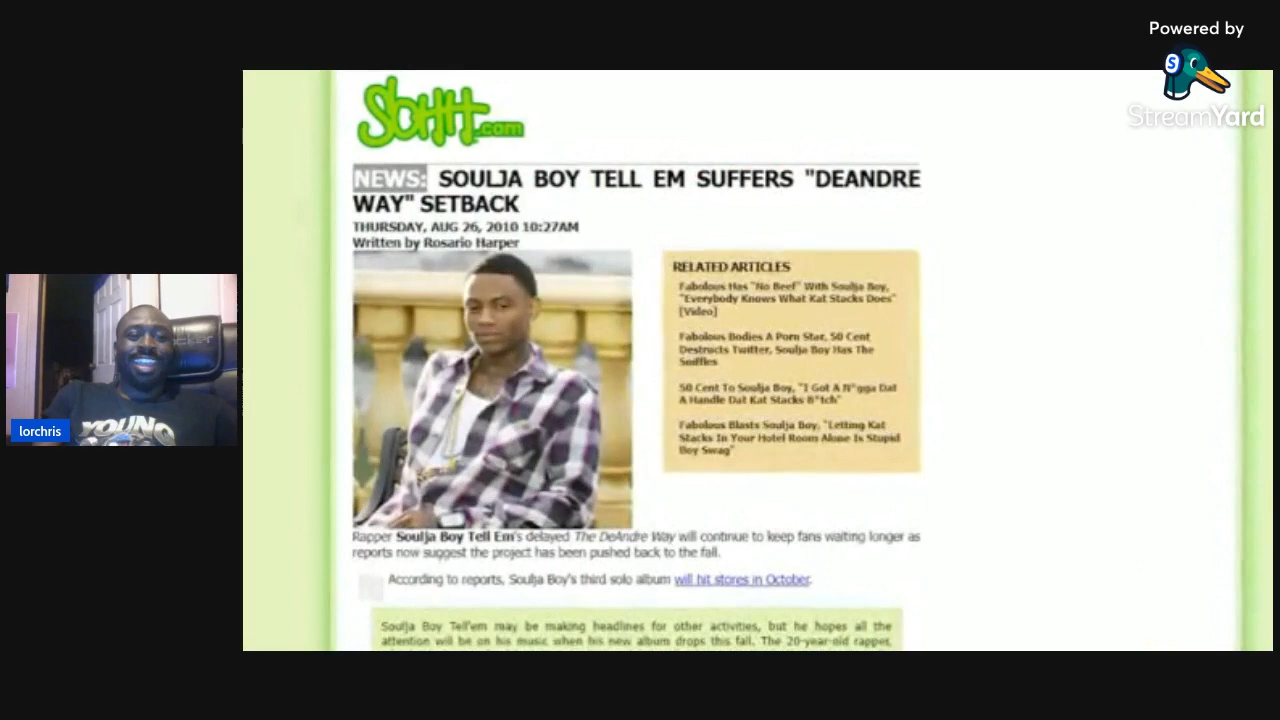 Powered by
StreamYard
SOHH.com
NEWS: SOULJA BOY TELL EM SUFFERS "DEANDRE
WAY" SETBACK
THURSDAY, AUG 26, 2010 10:27AM
Written by Rosario Harper
RELATED ARTICLES
Fabolous Has "No Beef" With Soulja Boy,
"Everybody Knows What Kat Stacks Does"
[Video]
Fabolous Bodies A Porn Star, 50 Cent
Destructs Twitter, Soulja Boy Has The
Sniffles
50 Cent To Soulja Boy, "I Got A N*gga Dat
A Handle Dat Kat Stacks B*tch"
Fabolous Blasts Soulja Boy, "Letting Kat
Stacks In Your Hotel Room Alone Is Stupid
Boy Swag"
Rapper Soulja Boy Tell Em's delayed The DeAndre Way will continue to keep fans waiting longer as
reports now suggest the project has been pushed back to the fall.
According to reports, Soulja Boy's third solo album will hit stores in October.
Soulja Boy Tell'em may be making headlines for other activities, but he hopes all the
attention will be on his music when his new album drops this fall. The 20-year-old rapper,
lorchris
YOUNG